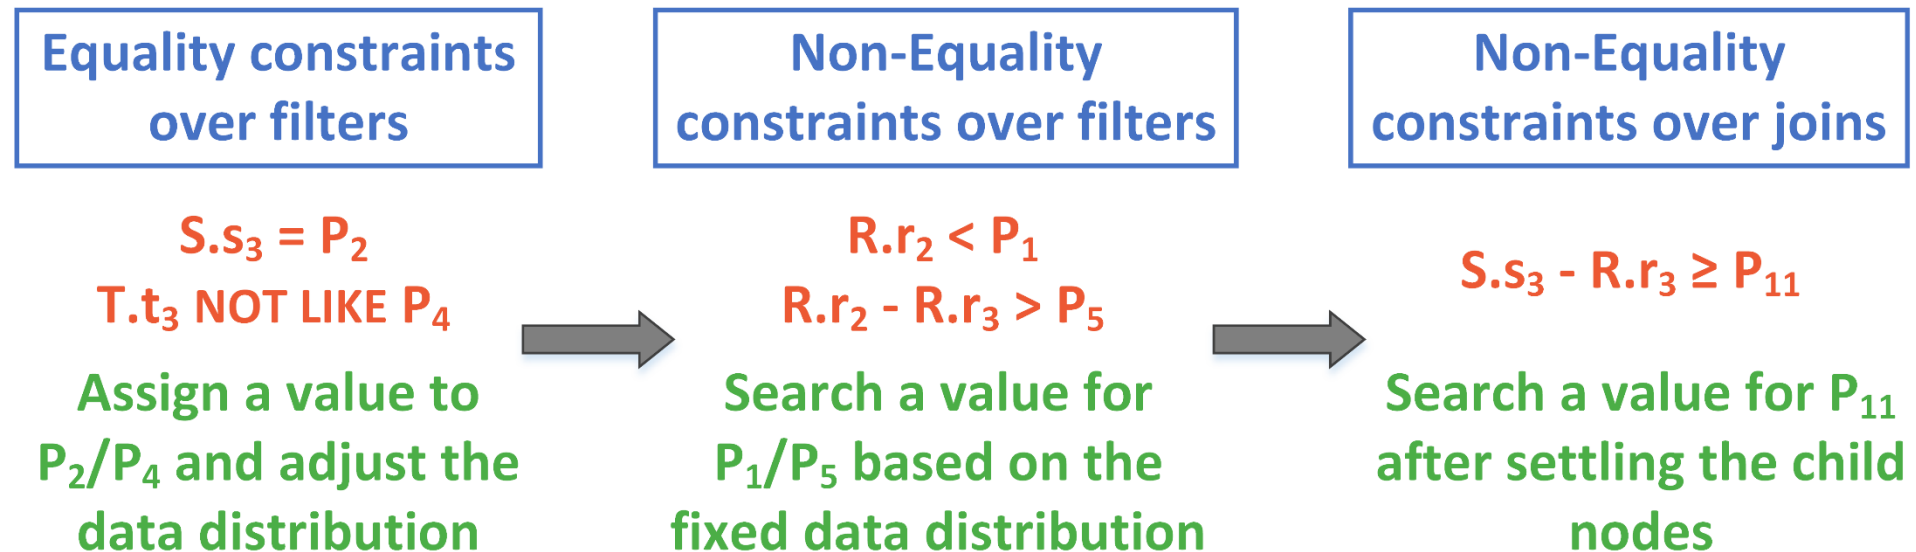 Equality constraints
over filters
S.s₃ = P₂
T.t₃ NOT LIKE P₄
Assign a value to
P₂/P₄ and adjust the
data distribution
Non-Equality
constraints over filters
R.r₂ < P₁
R.r₂ - R.r₃ > P₅
Search a value for
P₁/P₅ based on the
fixed data distribution
Non-Equality
constraints over joins
S.s₃ - R.r₃ ≥ P₁₁
Search a value for P₁₁
after settling the child
nodes